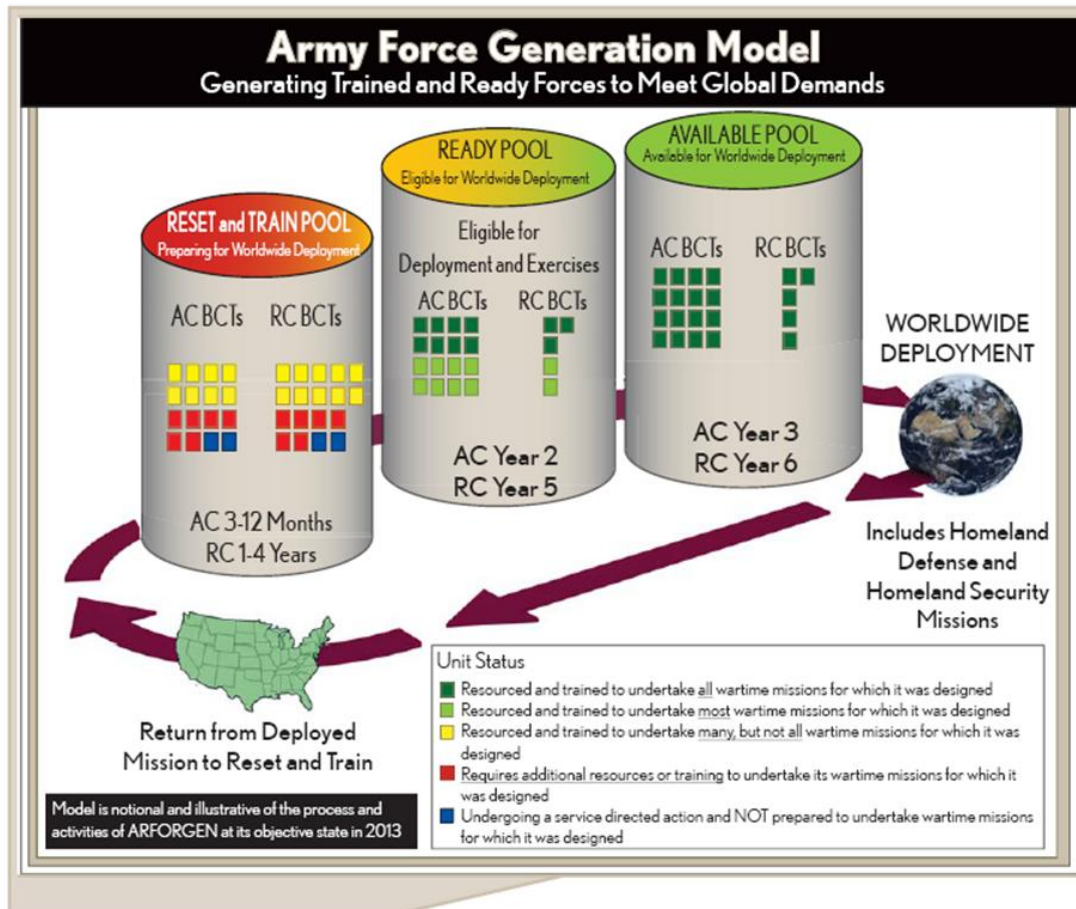 Army Force Generation Model
Generating Trained and Ready Forces to Meet Global Demands
RESET and TRAIN POOL
Preparing for Worldwide Deployment
AC BCTs RC BCTs
AC 3-12 Months
RC 1-4 Years
READY POOL
Eligible for Worldwide Deployment
Eligible for
Deployment and Exercises
AC BCTs RC BCTs
AC Year 2
RC Year 5
AVAILABLE POOL
Available for Worldwide Deployment
AC BCTs RC BCTs
AC Year 3
RC Year 6
WORLDWIDE
DEPLOYMENT
Includes Homeland
Defense and
Homeland Security
Missions
Return from Deployed
Mission to Reset and Train
Model is notional and illustrative of the process and
activities of ARFORGEN at its objective state in 2013
Unit Status
Resourced and trained to undertake all wartime missions for which it was designed
Resourced and trained to undertake most wartime missions for which it was designed
Resourced and trained to undertake many, but not all wartime missions for which it was
designed
Requires additional resources or training to undertake its wartime missions for which it
was designed
Undergoing a service directed action and NOT prepared to undertake wartime missions
for which it was designed